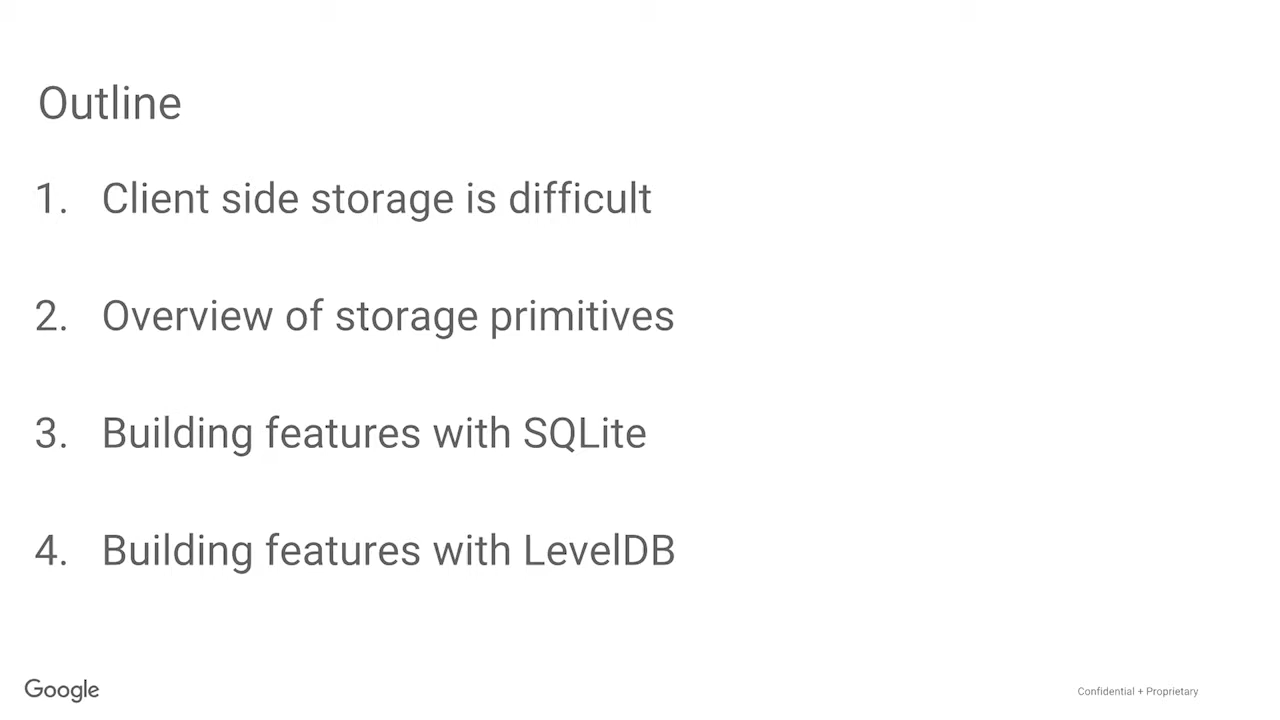 Outline
1. Client side storage is difficult
2. Overview of storage primitives
3. Building features with SQLite
4. Building features with LevelDB
Google
Confidential + Proprietary